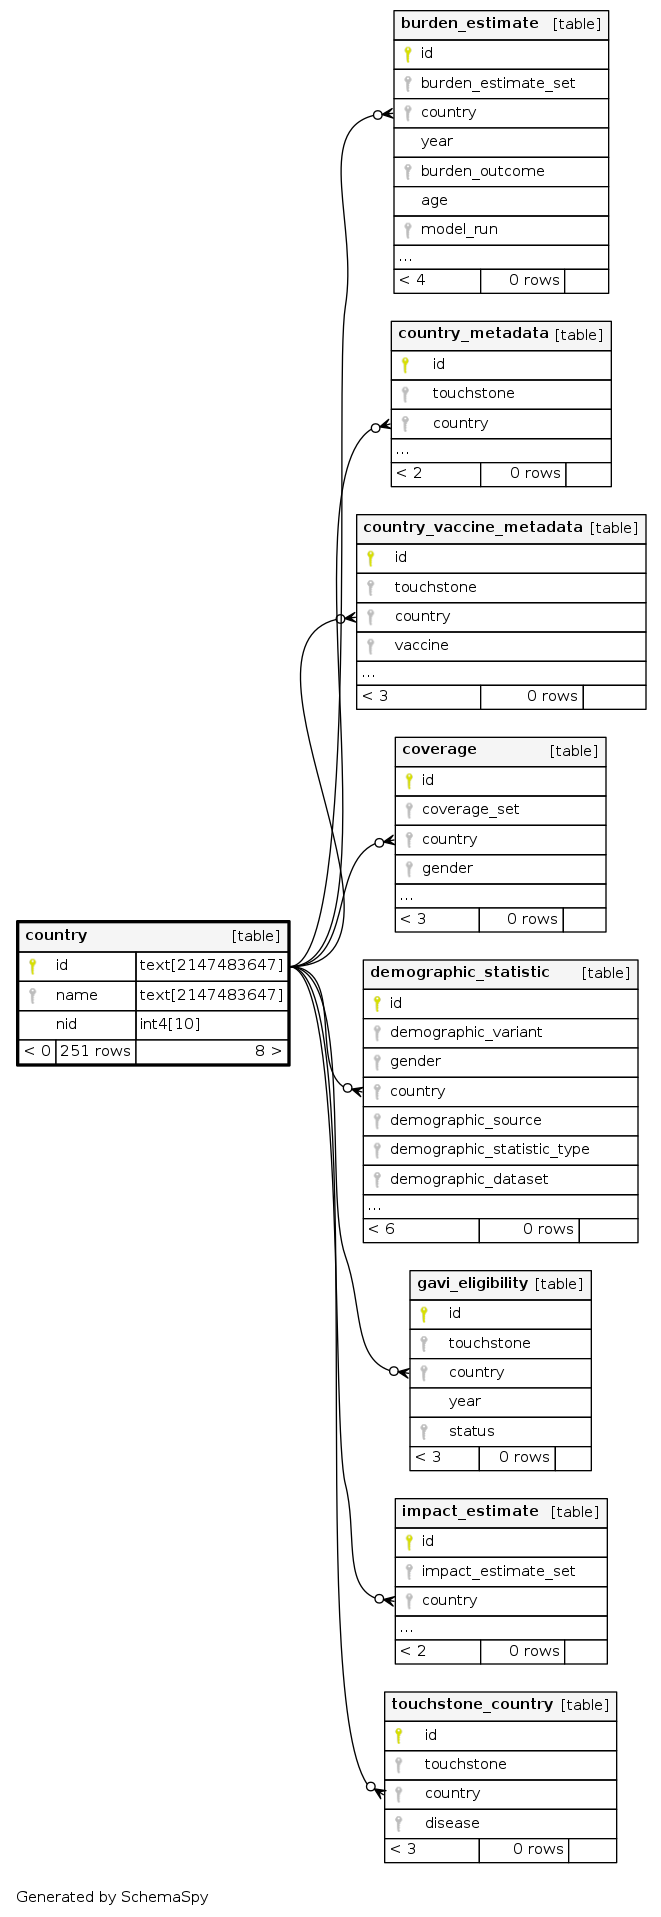 burden_estimate [table]
id
burden_estimate_set
country
year
burden_outcome
age
model_run
...
< 4 0 rows
country_metadata [table]
id
touchstone
country
...
< 2 0 rows
country_vaccine_metadata [table]
id
touchstone
country
vaccine
...
< 3 0 rows
coverage [table]
id
coverage_set
country
gender
...
< 3 0 rows
country [table]
id text[2147483647]
name text[2147483647]
nid int4[10]
< 0 251 rows 8 >
demographic_statistic [table]
id
demographic_variant
gender
country
demographic_source
demographic_statistic_type
demographic_dataset
...
< 6 0 rows
gavi_eligibility [table]
id
touchstone
country
year
status
< 3 0 rows
impact_estimate [table]
id
impact_estimate_set
country
...
< 2 0 rows
touchstone_country [table]
id
touchstone
country
disease
< 3 0 rows
Generated by SchemaSpy